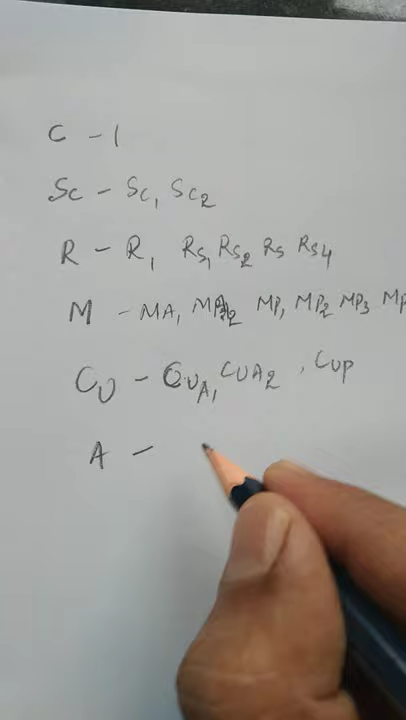 C - 1
Sc - Sc1 Sc2
R - R1 Rs1 Rs2 Rs Rs4
M - MA1 MP1 MP2 MP3
CU - CUA1 CUA2, CUP
A -